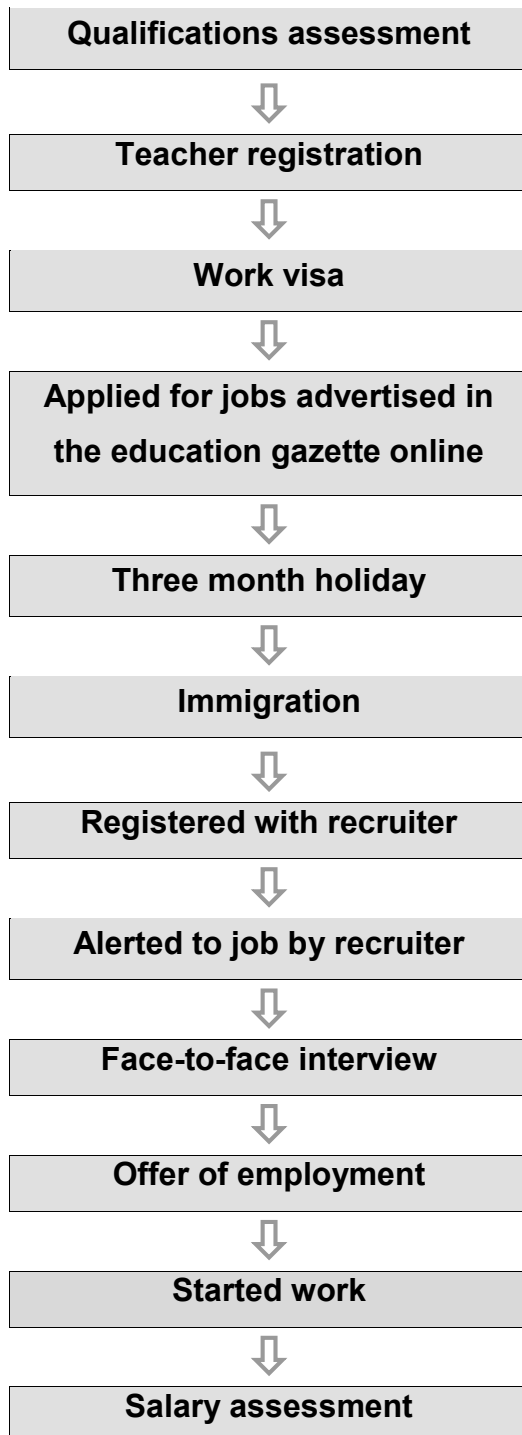 Qualifications assessment
Teacher registration
Work visa
Applied for jobs advertised in
the education gazette online
Three month holiday
Immigration
Registered with recruiter
Alerted to job by recruiter
Face-to-face interview
Offer of employment
Started work
Salary assessment